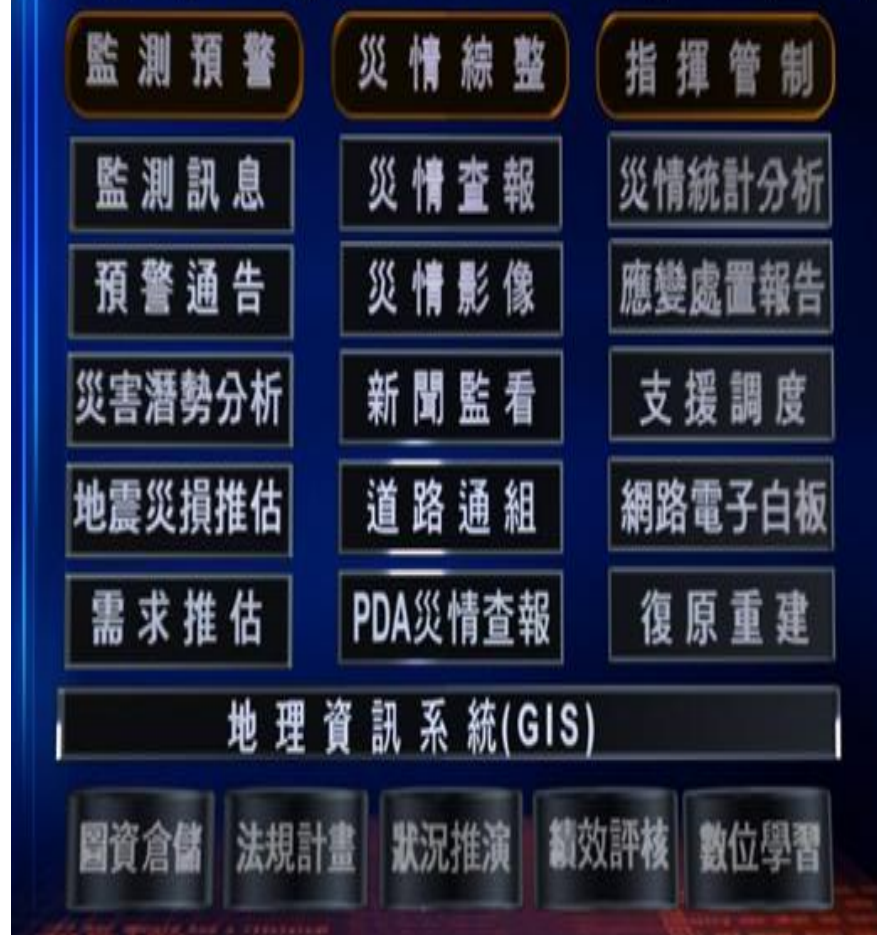 監測預警 災情綜整 指揮管制
監測訊息 災情查報 災情統計分析
預警通告 災情影像 應變處置報告
災害潛勢分析 新聞監看 支援調度
地震災損推估 道路通組 網路電子白板
需求推估 PDA災情查報 復原重建
地理資訊系統(GIS)
圖資倉儲 法規計畫 狀況推演 績效評核 數位學習